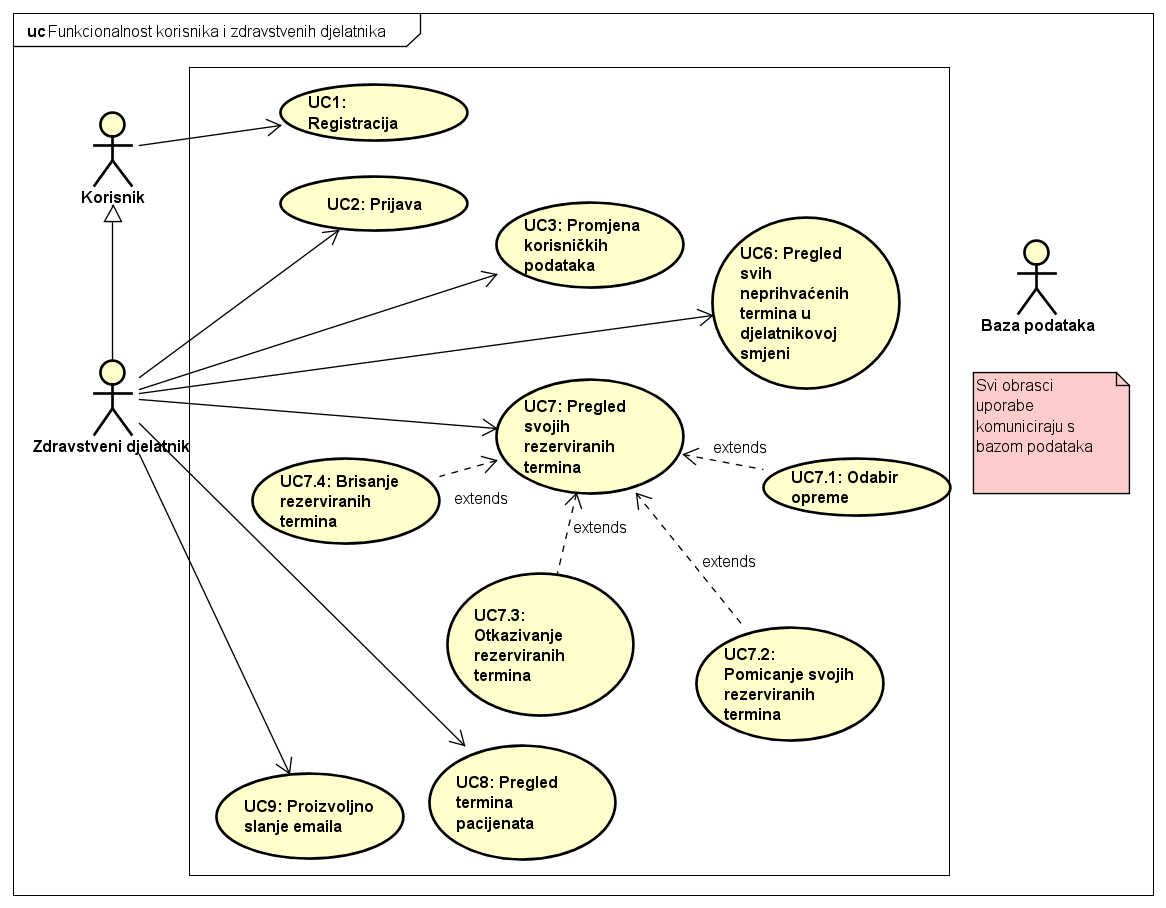 uc Funkcionalnost korisnika i zdravstvenih djelatnika
UC1:
Registracija
Korisnik
UC2: Prijava
UC3: Promjena
korisničkih
podataka
UC6: Pregled
svih
neprihvaćenih
termina u
djelatnikovoj
smjeni
Baza podataka
Svi obrasci
uporabe
komuniciraju s
bazom podataka
Zdravstveni djelatnik
UC7: Pregled
svojih
rezerviranih
termina
extends
UC7.1: Odabir
opreme
UC7.4: Brisanje
rezerviranih
termina
extends
extends
extends
UC7.3:
Otkazivanje
rezerviranih
termina
UC7.2:
Pomicanje svojih
rezerviranih
termina
UC8: Pregled
termina
pacijenata
UC9: Proizvoljno
slanje emaila